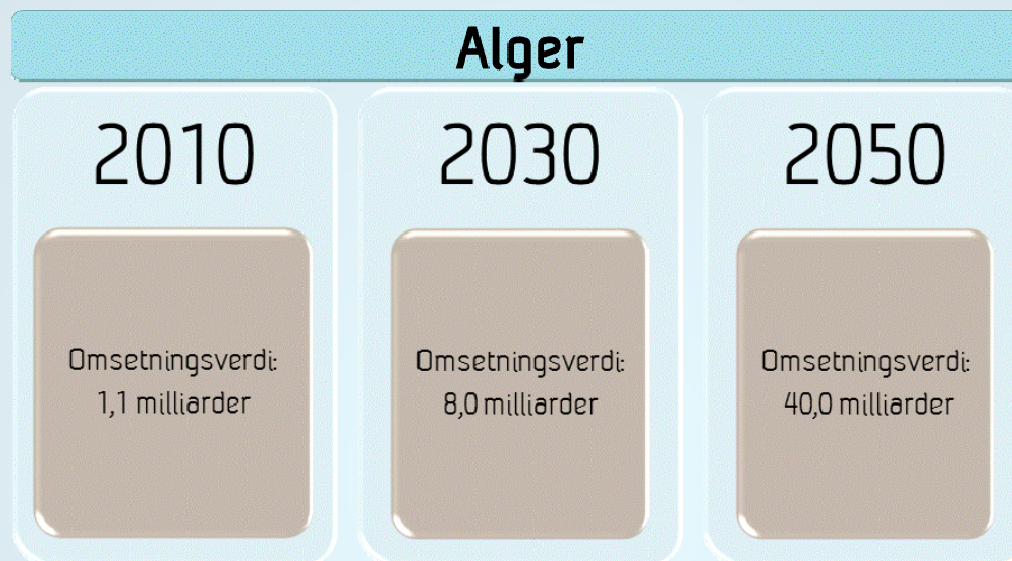 Alger
2010
2030
2050
Omsetningsverdi:
1,1 milliarder
Omsetningsverdi:
8,0 milliarder
Omsetningsverdi:
40,0 milliarder